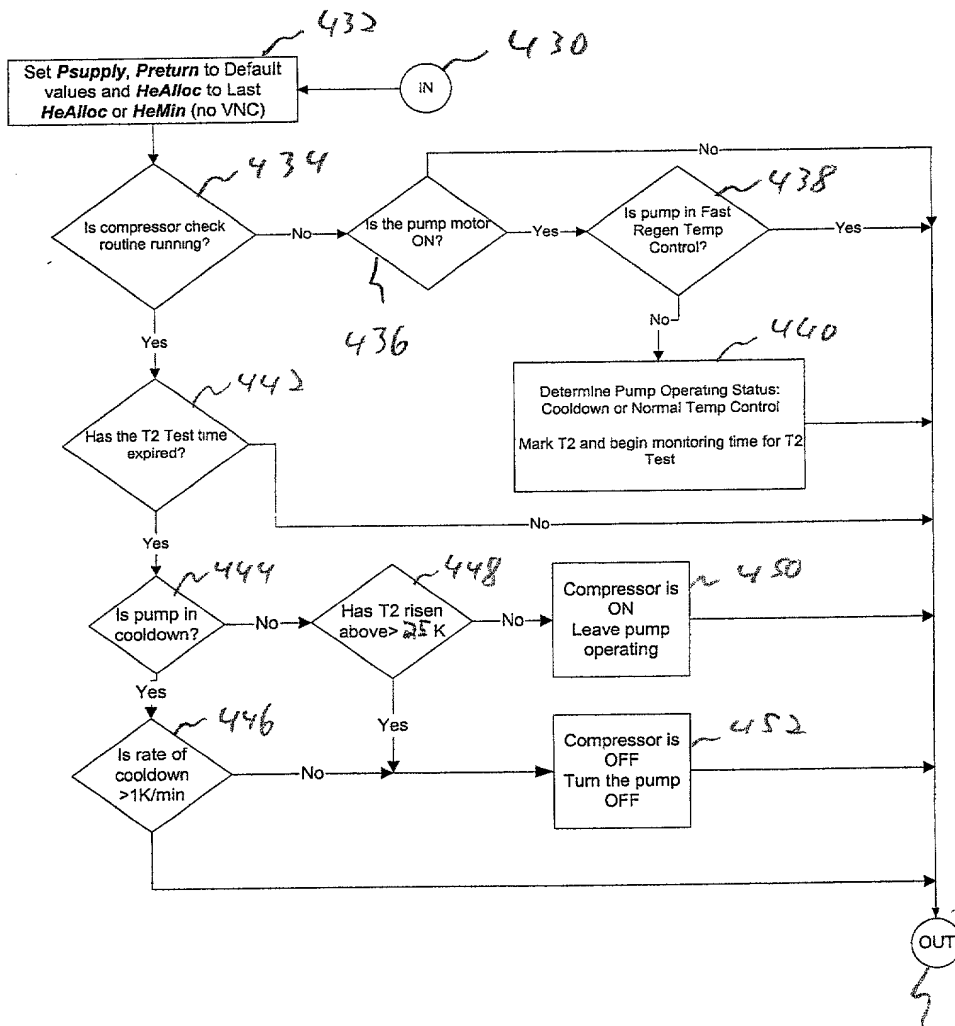 432
430
Set Psupply, Preturn to Default
values and HeAlloc to Last
HeAlloc or HeMin (no VNC)
IN
No
434
438
Is compressor check
routine running?
No
Is the pump motor
ON?
Yes
Is pump in Fast
Regen Temp
Control?
Yes
436
No
440
Yes
442
Determine Pump Operating Status:
Cooldown or Normal Temp Control
Mark T2 and begin monitoring time for T2
Test
Has the T2 Test time
expired?
No
Yes
444
448
450
Is pump in
cooldown?
No
Has T2 risen
above> 25 K
No
Compressor is
ON
Leave pump
operating
Yes
446
Yes
452
Is rate of
cooldown
>1K/min
No
Compressor is
OFF
Turn the pump
OFF
OUT